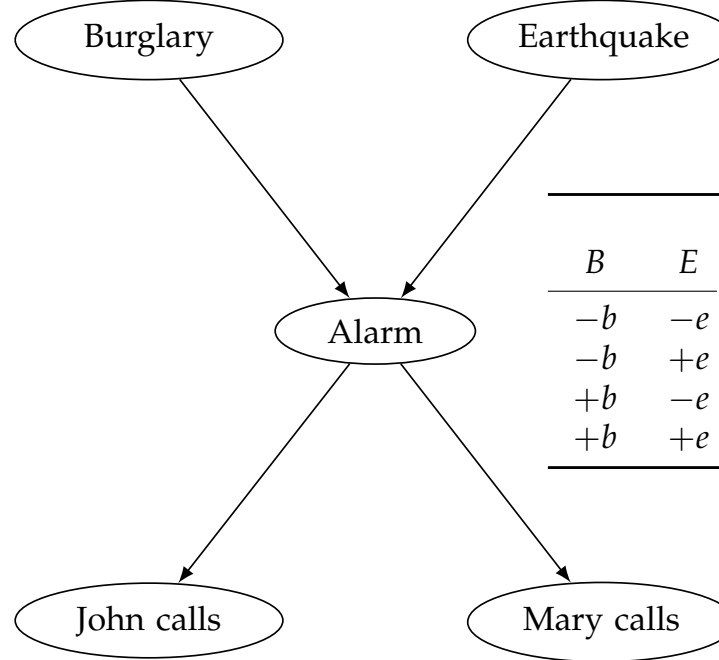 Burglary
Earthquake
B E
−b −e
−b +e
Alarm
+b −e
+b +e
John calls
Mary calls